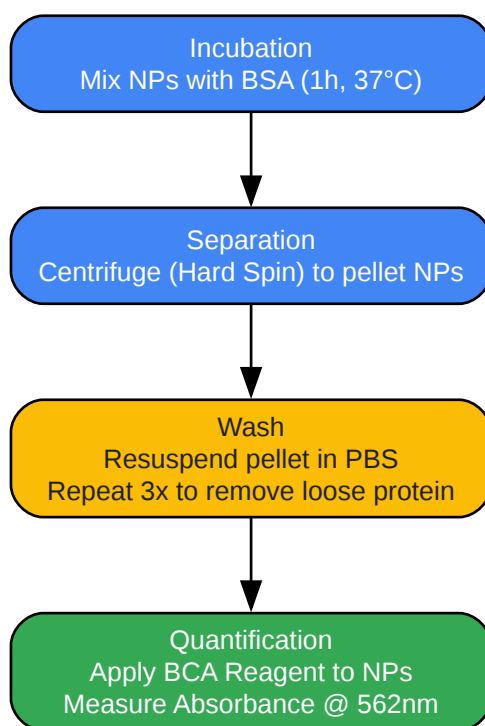 Incubation
Mix NPs with BSA (1h, 37°C)
Separation
Centrifuge (Hard Spin) to pellet NPs
Wash
Resuspend pellet in PBS
Repeat 3x to remove loose protein
Quantification
Apply BCA Reagent to NPs
Measure Absorbance @ 562nm